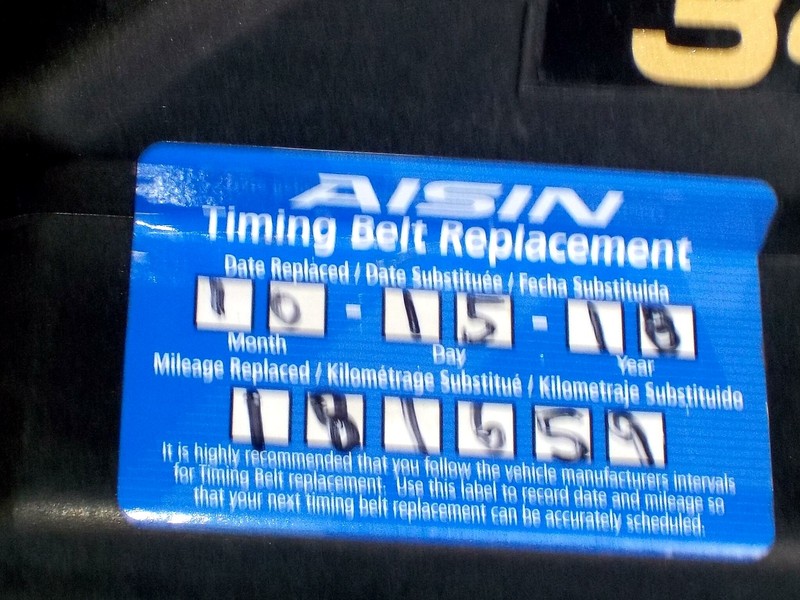 AISIN
Timing Belt Replacement
Date Replaced / Date Substituée / Fecha Substituida
10 - 15 - 18
Month Day Year
Mileage Replaced / Kilométrage Substitué / Kilometraje Substituido
181659
It is highly recommended that you follow the vehicle manufacturers intervals
for Timing Belt replacement. Use this label to record date and mileage so
that your next timing belt replacement can be accurately scheduled.